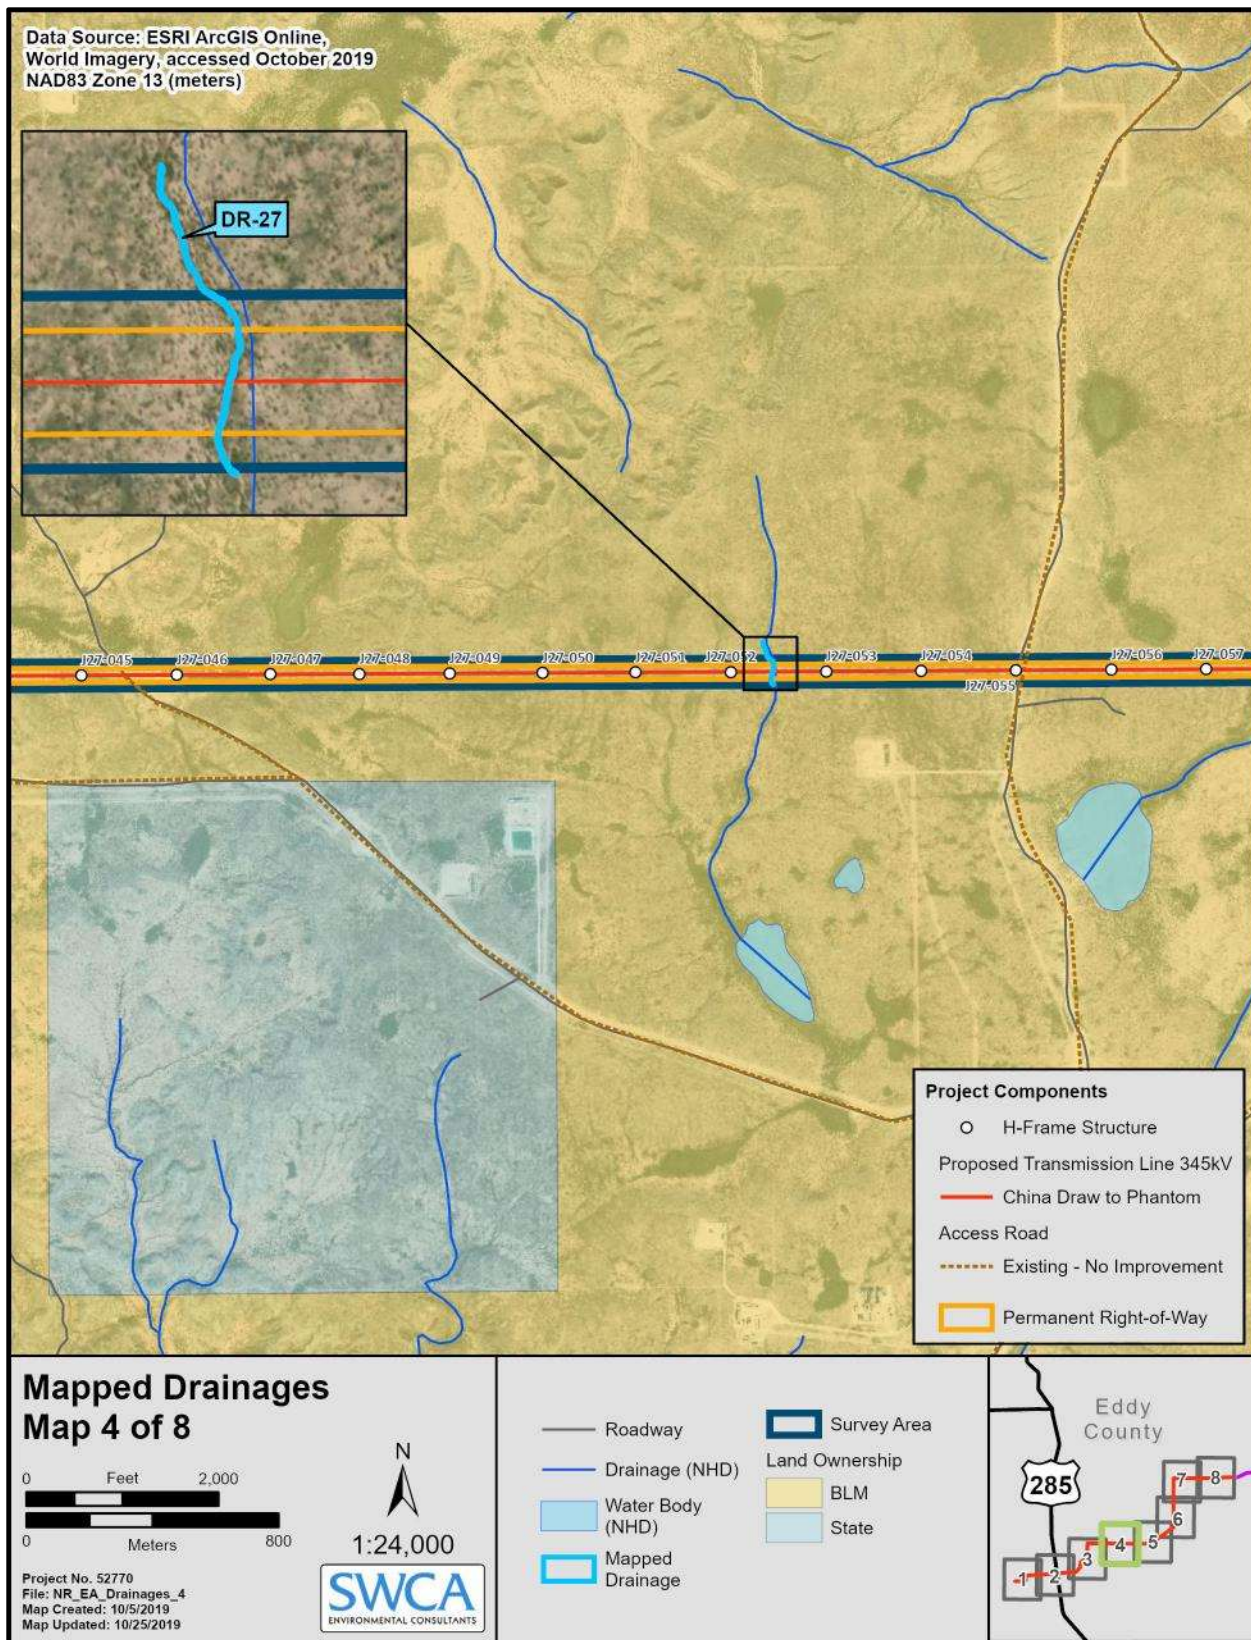 Data Source: ESRI ArcGIS Online,
World Imagery, accessed October 2019
NAD83 Zone 13 (meters)
DR-27
J27-045
J27-046
J27-047
J27-048
J27-049
J27-050
J27-051
J27-052
J27-053
J27-054
J27-055
J27-056
J27-057
Project Components
H-Frame Structure
Proposed Transmission Line 345kV
China Draw to Phantom
Access Road
Existing - No Improvement
Permanent Right-of-Way
Mapped Drainages
Map 4 of 8
0 Feet 2,000
0 Meters 800
N
1:24,000
Project No. 52770
File: NR_EA_Drainages_4
Map Created: 10/5/2019
Map Updated: 10/25/2019
SWCA
ENVIRONMENTAL CONSULTANTS
Roadway
Drainage (NHD)
Water Body
(NHD)
Mapped
Drainage
Survey Area
Land Ownership
BLM
State
Eddy
County
285
1
2
3
4
5
6
7
8